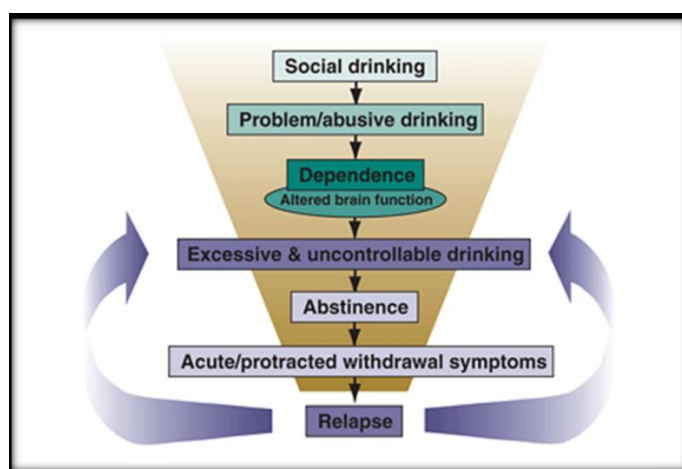 Social drinking
Problem/abusive drinking
Dependence
Altered brain function
Excessive & uncontrollable drinking
Abstinence
Acute/protracted withdrawal symptoms
Relapse